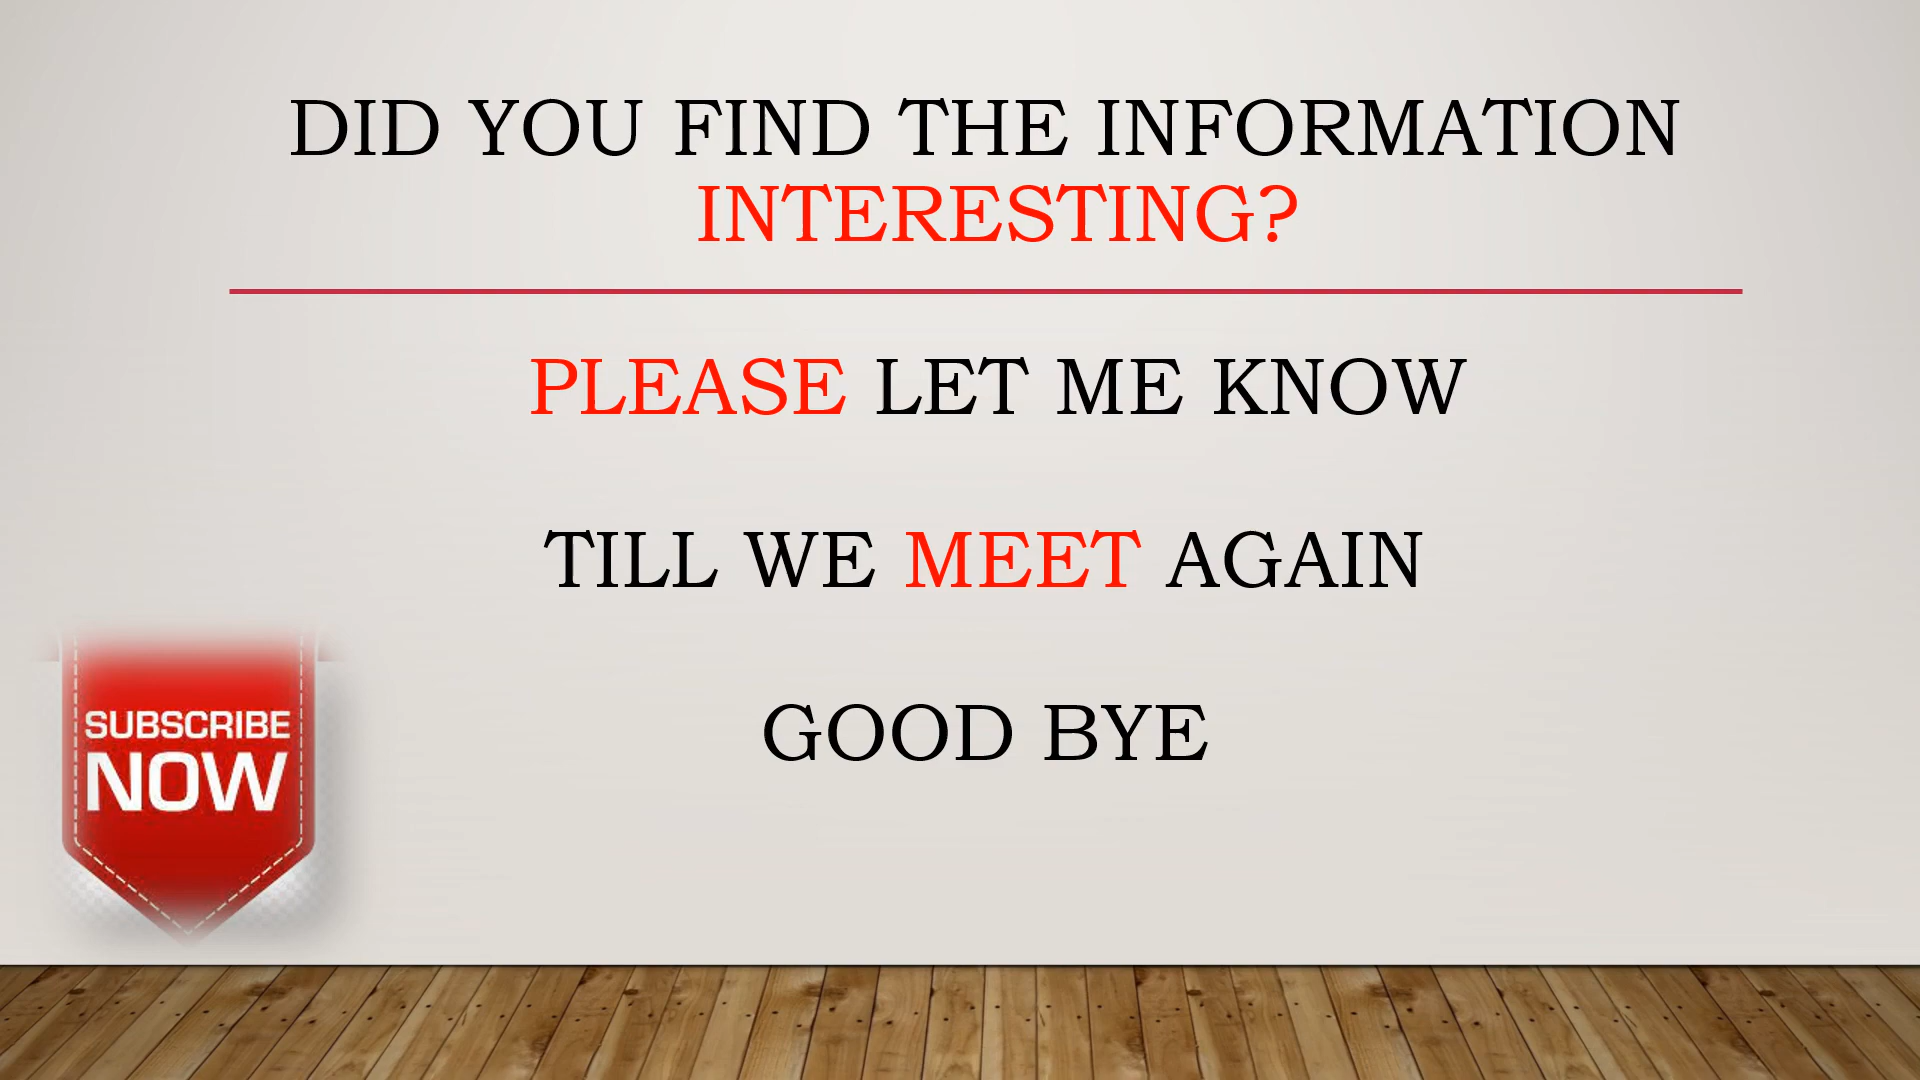 DID YOU FIND THE INFORMATION
INTERESTING?
PLEASE LET ME KNOW
TILL WE MEET AGAIN
GOOD BYE
SUBSCRIBE
NOW